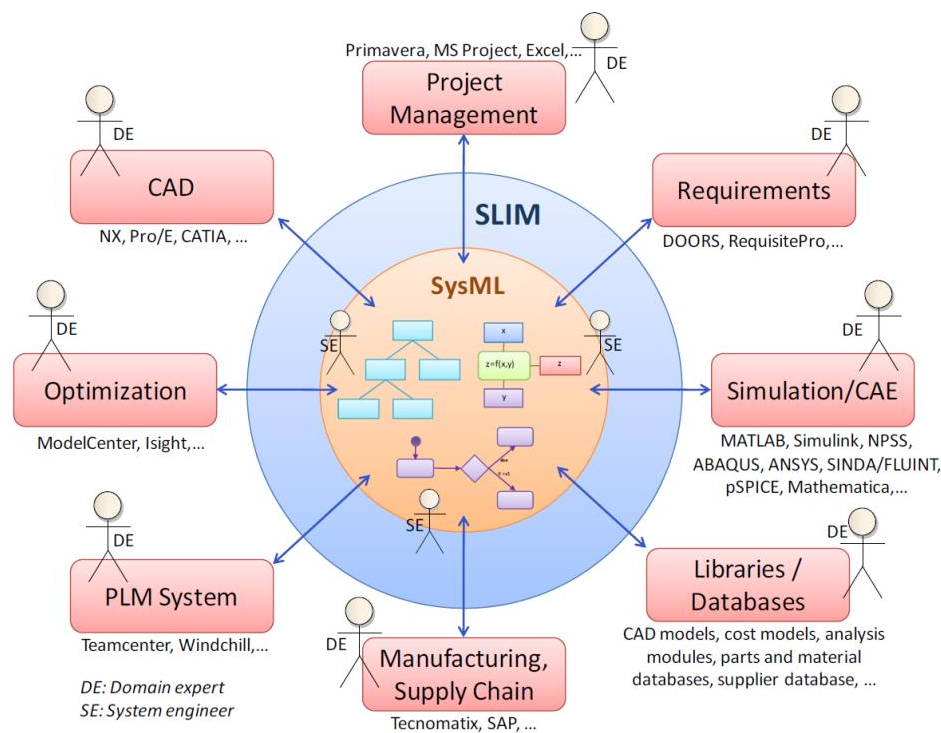 Primavera, MS Project, Excel,...
DE
Project
Management
DE
CAD
NX, Pro/E, CATIA, ...
DE
Requirements
DOORS, RequisitePro,...
SLIM
SysML
SE
SE
x
z=f(x,y)
z
y
DE
Optimization
ModelCenter, Isight,...
DE
Simulation/CAE
MATLAB, Simulink, NPSS,
ABAQUS, ANSYS, SINDA/FLUINT,
pSPICE, Mathematica,...
SE
DE
PLM System
Teamcenter, Windchill,...
DE
Libraries /
Databases
CAD models, cost models, analysis
modules, parts and material
databases, supplier database, ...
DE
Manufacturing,
Supply Chain
Tecnomatix, SAP, ...
DE: Domain expert
SE: System engineer